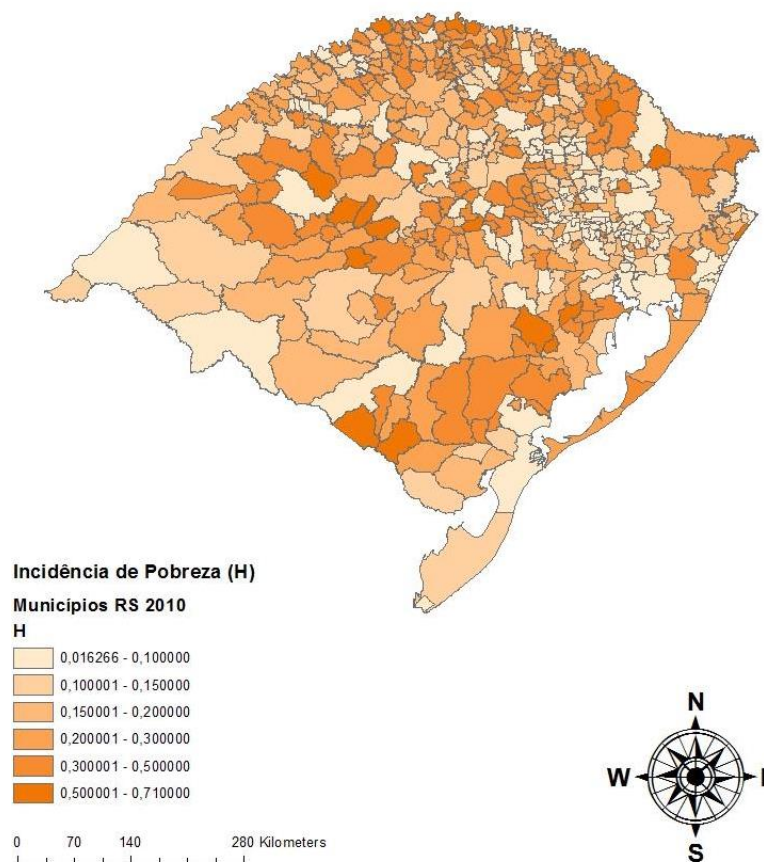 Incidência de Pobreza (H)
Municípios RS 2010
H
0,016266 - 0,100000
0,100001 - 0,150000
0,150001 - 0,200000
0,200001 - 0,300000
0,300001 - 0,500000
0,500001 - 0,710000
0 70 140 280 Kilometers
N
W
S